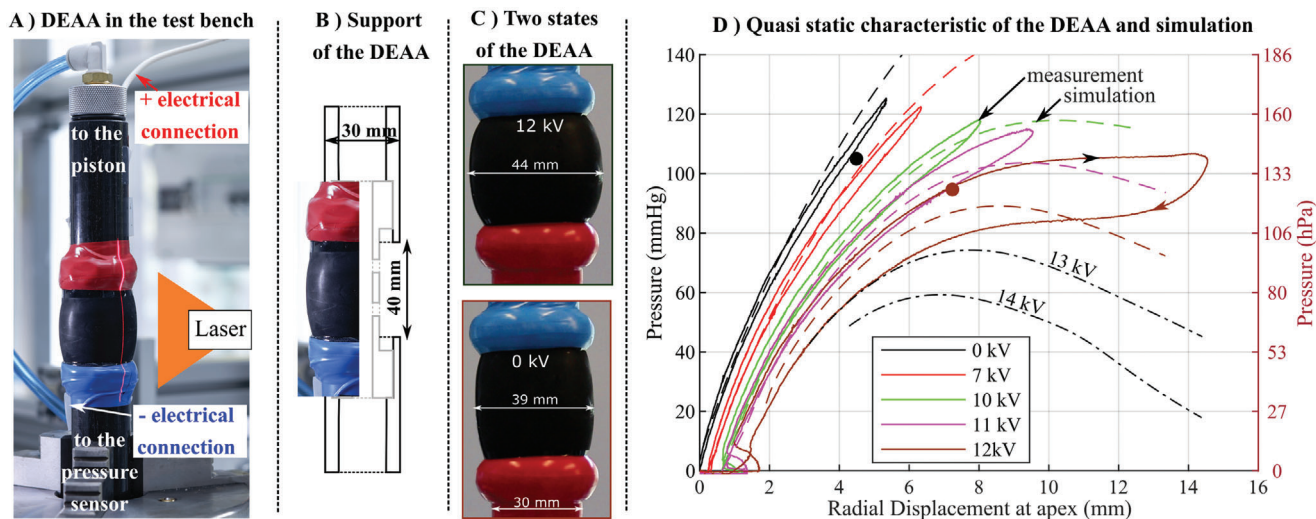 A ) DEAA in the test bench
+ electrical
connection
to the
piston
Laser
- electrical
connection
to the
pressure
sensor
B ) Support
of the DEAA
30 mm
40 mm
C ) Two states
of the DEAA
12 kV
44 mm
0 kV
39 mm
30 mm
D ) Quasi static characteristic of the DEAA and simulation
measurement
simulation
13 kV
14 kV
0 kV
7 kV
10 kV
11 kV
12kV
Pressure (mmHg)
140
120
100
80
60
40
20
0
Pressure (hPa)
186
160
133
106
80
53
27
0
0 2 4 6 8 10 12 14 16
Radial Displacement at apex (mm)